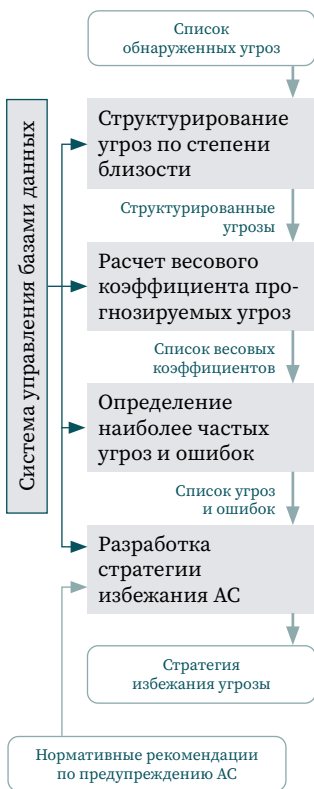 Список
обнаруженных угроз
Система управления базами данных
Структурирование
угроз по степени
близости
Структурированные
угрозы
Расчет весового
коэффициента про-
гнозируемых угроз
Список весовых
коэффициентов
Определение
наиболее частых
угроз и ошибок
Список угроз
и ошибок
Разработка
стратегии
избежания АС
Стратегия
избежания угрозы
Нормативные рекомендации
по предупреждению АС